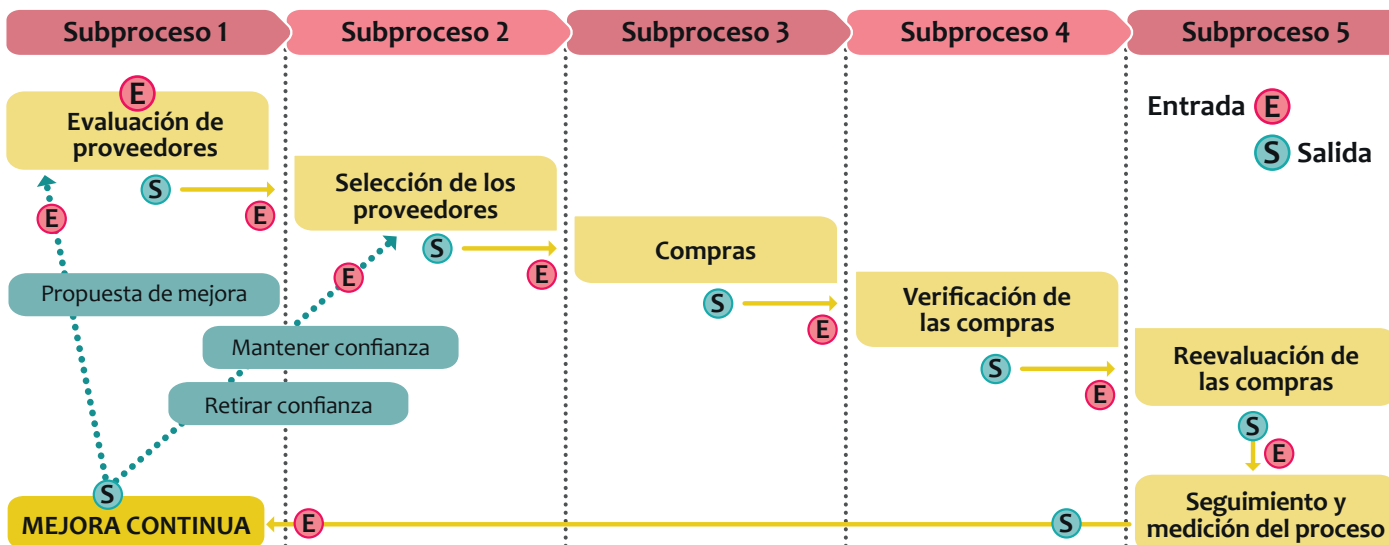 Subproceso 1
Subproceso 2
Subproceso 3
Subproceso 4
Subproceso 5
E
Evaluación de
proveedores
S
E
E
Entrada E
S Salida
Selección de los
proveedores
S
E
E
Compras
S
E
Propuesta de mejora
Mantener confianza
Retirar confianza
Verificación de
las compras
S
E
Reevaluación de
las compras
S
E
Seguimiento y
medición del proceso
S
E
S
MEJORA CONTINUA